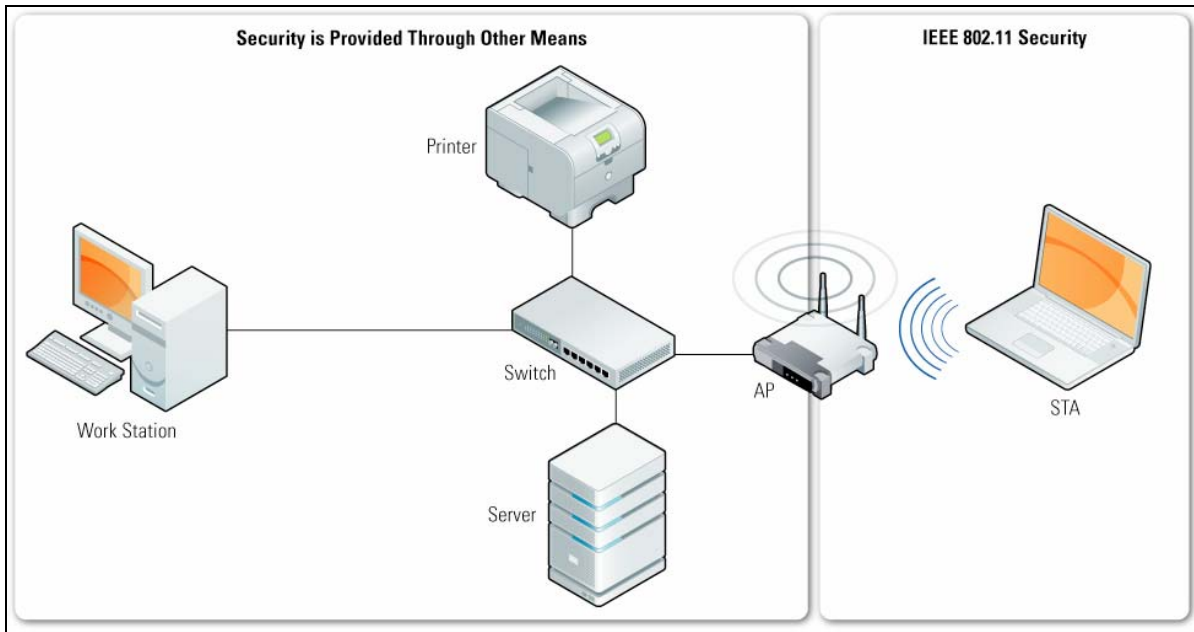 Security is Provided Through Other Means
IEEE 802.11 Security
Printer
Switch
AP
STA
Work Station
Server